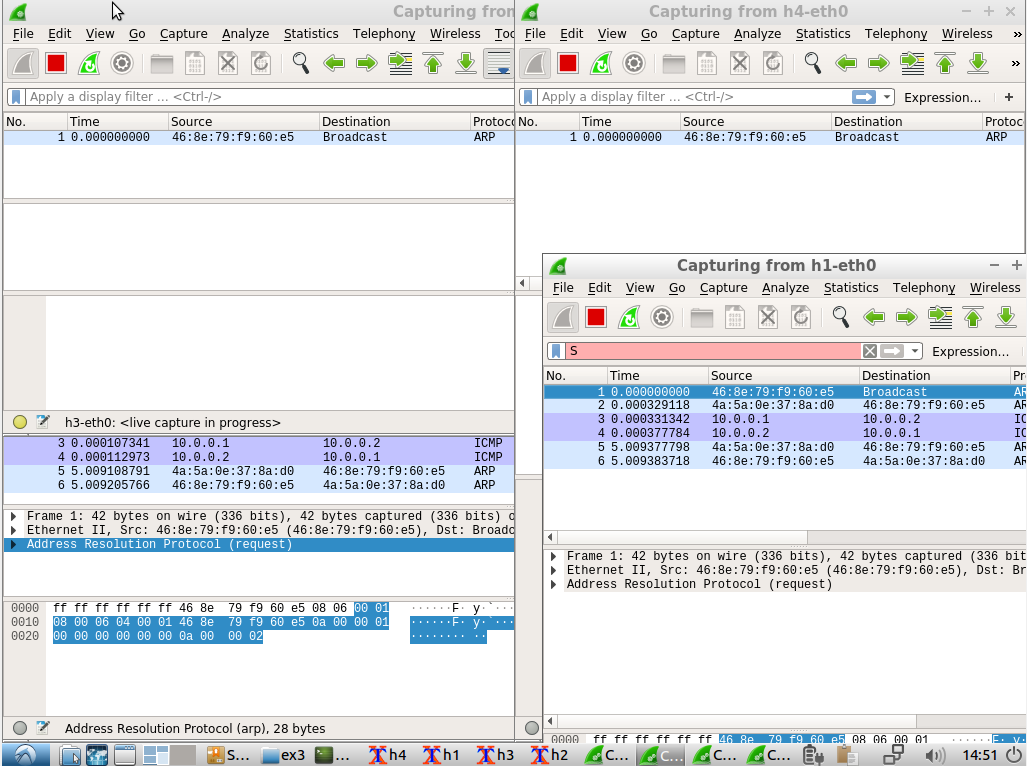 Capturing from
File Edit View Go Capture Analyze Statistics Telephony Wireless
Apply a display filter ... <Ctrl-/>
No. Time Source Destination
1 0.000000000 46:8e:79:f9:60:e5 Broadcast ARP
h3-eth0: <live capture in progress>
3 0.000107341 10.0.0.1 10.0.0.2 ICMP
4 0.000112973 10.0.0.2 10.0.0.1 ICMP
5 5.009108791 4a:5a:0e:37:8a:d0 46:8e:79:f9:60:e5 ARP
6 5.009205766 46:8e:79:f9:60:e5 4a:5a:0e:37:8a:d0 ARP
Frame 1: 42 bytes on wire (336 bits), 42 bytes captured (336 bits)
Ethernet II, Src: 46:8e:79:f9:60:e5 (46:8e:79:f9:60:e5), Dst:
Address Resolution Protocol (request)
0000 ff ff ff ff ff ff 46 8e 79 f9 60 e5 08 06 00 01 ······F· y·`···
0010 08 00 06 04 00 01 46 8e 79 f9 60 e5 0a 00 00 01 ······F· y·`···
0020 00 00 00 00 00 00 0a 00 00 02 ········ ··
Address Resolution Protocol (arp), 28 bytes
Capturing from h4-eth0
File Edit View Go Capture Analyze Statistics Telephony Wireless »
»
Apply a display filter ... <Ctrl-/> Expression... +
No. Time Source Destination
1 0.000000000 46:8e:79:f9:60:e5 Broadcast ARP
Capturing from h1-eth0
File Edit View Go Capture Analyze Statistics Telephony Wireless
S Expression...
No. Time Source Destination
1 0.000000000 46:8e:79:f9:60:e5 Broadcast
2 0.000329118 4a:5a:0e:37:8a:d0 46:8e:79:f9:60:e5
3 0.000331342 10.0.0.1 10.0.0.2
4 0.000377784 10.0.0.2 10.0.0.1
5 5.009377798 4a:5a:0e:37:8a:d0 46:8e:79:f9:60:e5
6 5.009383718 46:8e:79:f9:60:e5 4a:5a:0e:37:8a:d0
Frame 1: 42 bytes on wire (336 bits), 42 bytes captured (336 bit
Ethernet II, Src: 46:8e:79:f9:60:e5 (46:8e:79:f9:60:e5), Dst:
Address Resolution Protocol (request)
0000 ff ff ff ff ff ff 46 8e 79 f9 60 e5 08 06 00 01 ······F· y·
S... ex3 ... h4 h1 h3 h2 C... C... C... C... 14:51